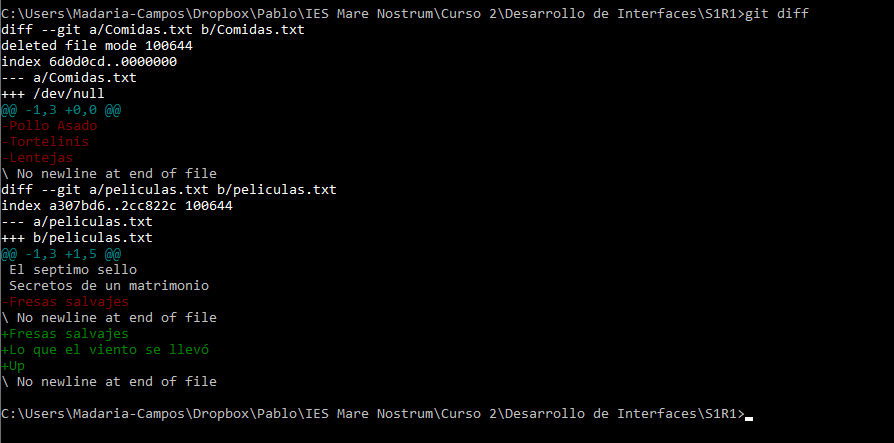 C:\Users\Madaria-Campos\Dropbox\Pablo\IES Mare Nostrum\Curso 2\Desarrollo de Interfaces\S1R1>git diff
diff --git a/Comidas.txt b/Comidas.txt
deleted file mode 100644
index 6d0d0cd..0000000
--- a/Comidas.txt
+++ /dev/null
@@ -1,3 +0,0 @@
-Pollo Asado
-Tortelinis
-Lentejas
\ No newline at end of file
diff --git a/peliculas.txt b/peliculas.txt
index a307bd6..2cc822c 100644
--- a/peliculas.txt
+++ b/peliculas.txt
@@ -1,3 +1,5 @@
 El septimo sello
 Secretos de un matrimonio
-Fresas salvajes
\ No newline at end of file
+Fresas salvajes
+Lo que el viento se llevó
+Up
\ No newline at end of file
C:\Users\Madaria-Campos\Dropbox\Pablo\IES Mare Nostrum\Curso 2\Desarrollo de Interfaces\S1R1>